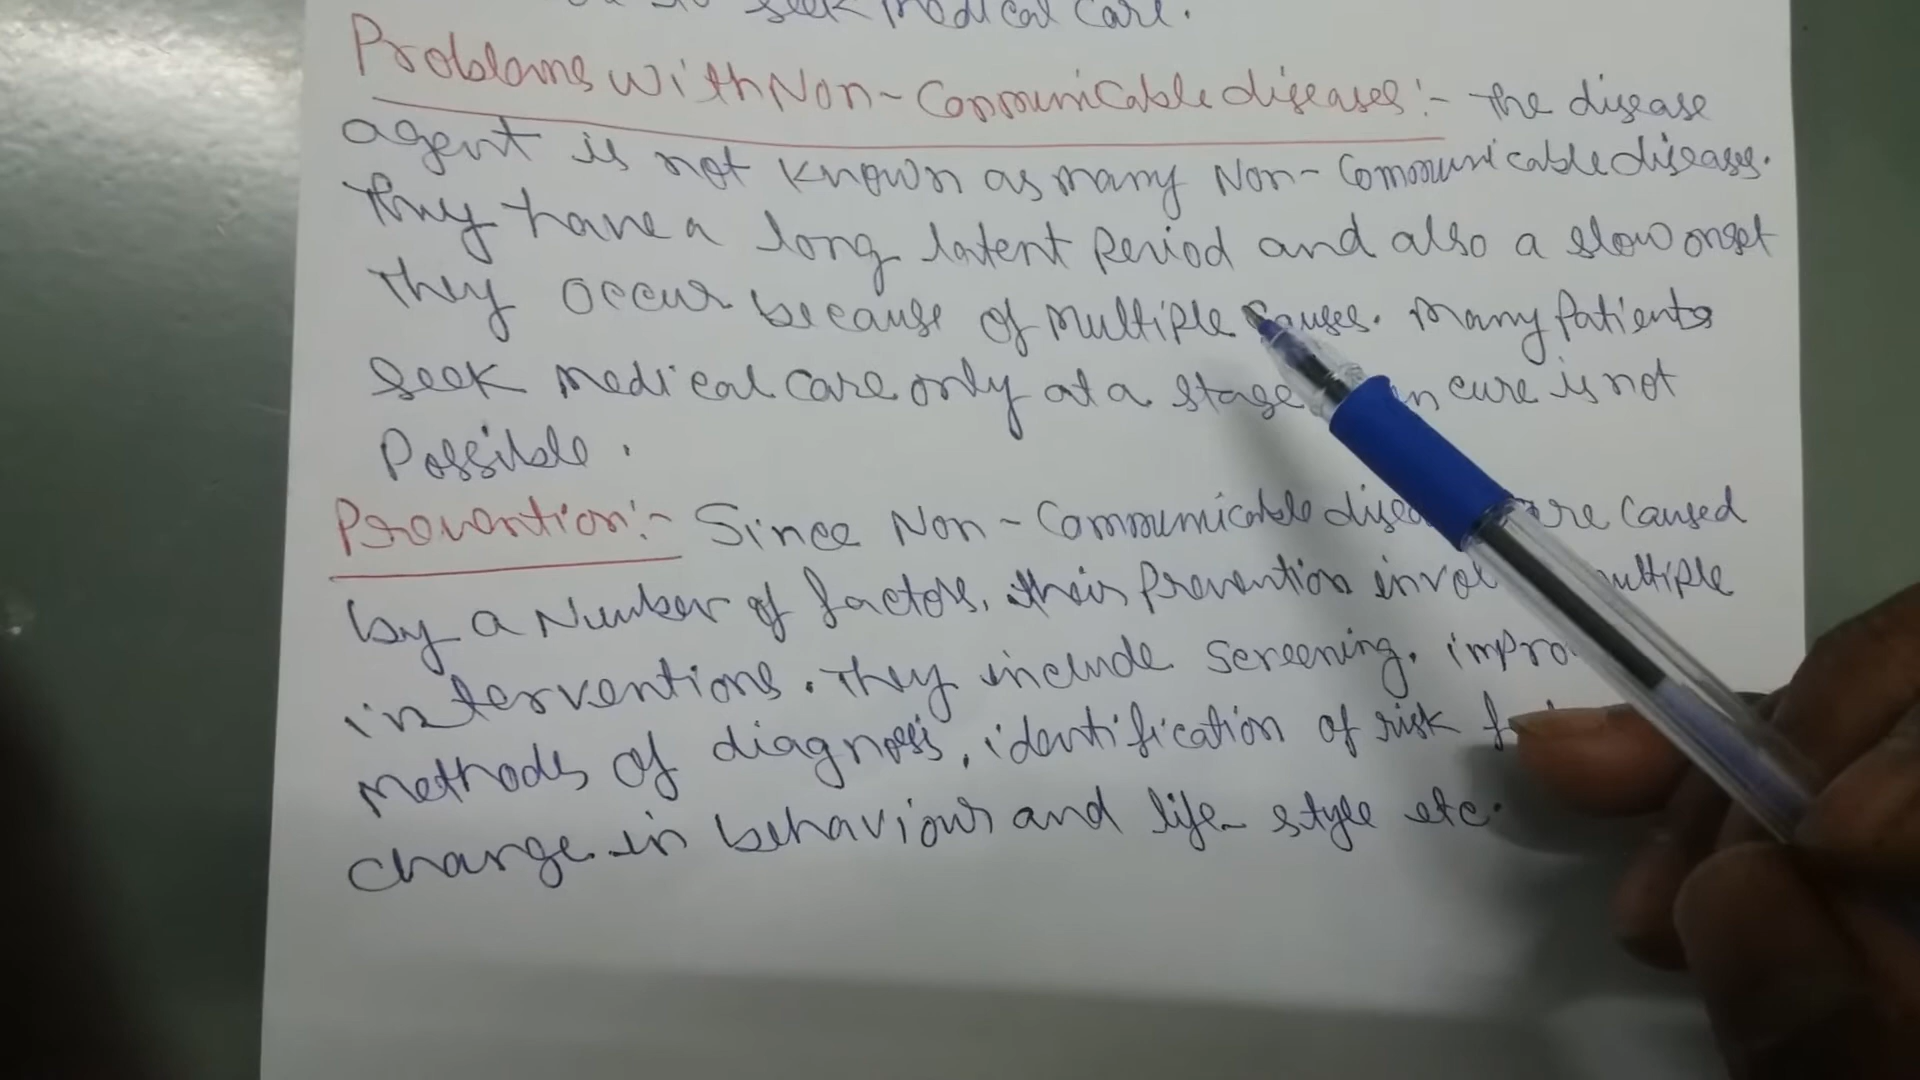 seek medical care.
Problems with Non-Communicable diseases:- The disease
agent is not known as many Non-Communicable diseases.
They have a long latent Period and also a slow onset
They occur because of Multiple causes. Many Patients
seek medical care only at a stage cure is not
Possible.
Prevention:- Since Non-Communicable are caused
by a Number of factors, their Prevention
interventions. They include screening,
methods of diagnosis, identification of risk
change in behaviour and life-style etc.